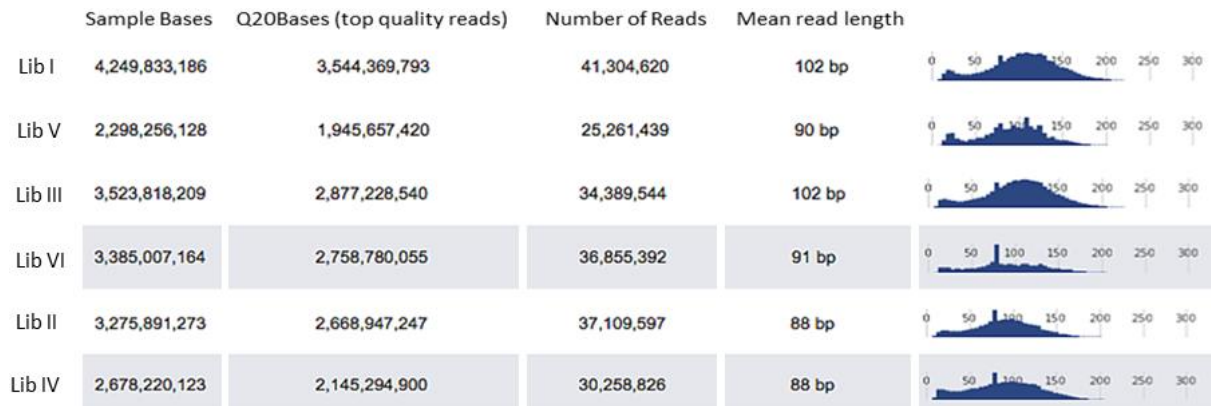 Sample Bases Q20Bases (top quality reads) Number of Reads Mean read length
0 50 100 150 200 250 300
Lib I 4,249,833,186 3,544,369,793 41,304,620 102 bp
0 50 100 150 200 250 300
Lib V 2,298,256,128 1,945,657,420 25,261,439 90 bp
0 50 100 150 200 250 300
Lib III 3,523,818,209 2,877,228,540 34,389,544 102 bp
0 50 100 150 200 250 300
Lib VI 3,385,007,164 2,758,780,055 36,855,392 91 bp
0 50 100 150 200 250 300
Lib II 3,275,891,273 2,668,947,247 37,109,597 88 bp
0 50 100 150 200 250 300
Lib IV 2,678,220,123 2,145,294,900 30,258,826 88 bp